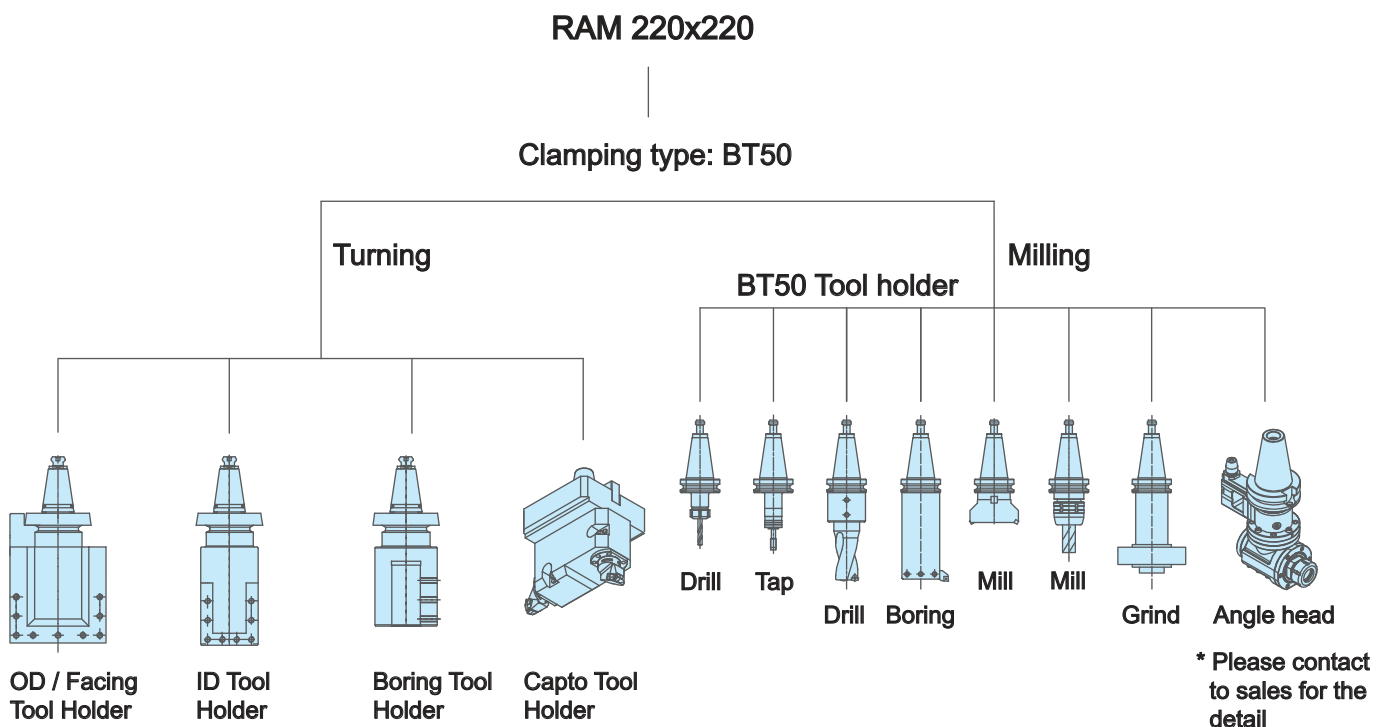 RAM 220x220
Clamping type: BT50
Turning
Milling
BT50 Tool holder
Drill
Tap
Drill
Boring
Mill
Mill
Grind
Angle head
* Please contact
to sales for the
detail
OD / Facing
Tool Holder
ID Tool
Holder
Boring Tool
Holder
Capto Tool
Holder